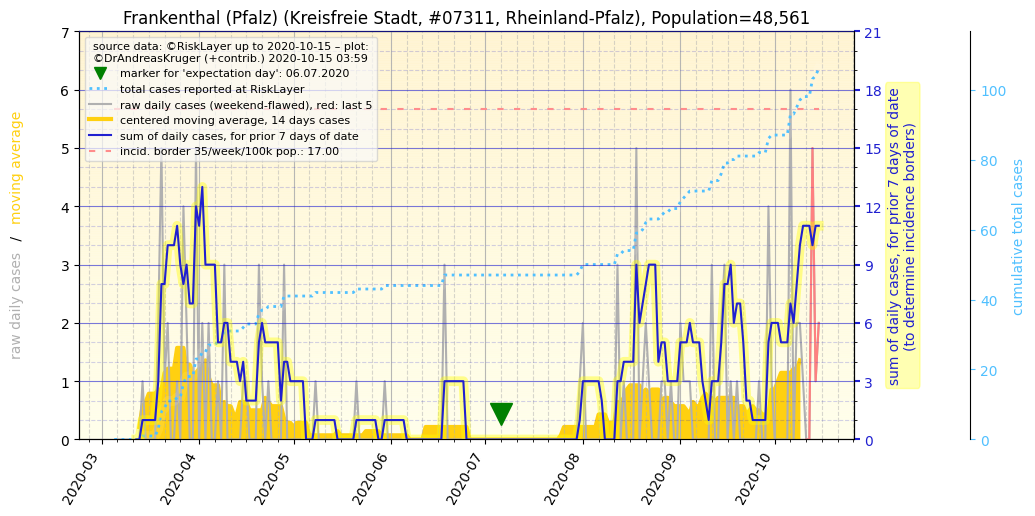 Frankenthal (Pfalz) (Kreisfreie Stadt, #07311, Rheinland-Pfalz), Population=48,561
source data: ©RiskLayer up to 2020-10-15 – plot:
©DrAndreasKruger (+contrib.) 2020-10-15 03:59
marker for 'expectation day': 06.07.2020
total cases reported at RiskLayer
raw daily cases (weekend-flawed), red: last 5
centered moving average, 14 days cases
sum of daily cases, for prior 7 days of date
incid. border 35/week/100k pop.: 17.00
raw daily cases / moving average
7
6
5
4
3
2
1
0
21
18
15
12
9
6
3
0
sum of daily cases, for prior 7 days of date
(to determine incidence borders)
100
80
60
40
20
0
cumulative total cases
2020-03
2020-04
2020-05
2020-06
2020-07
2020-08
2020-09
2020-10